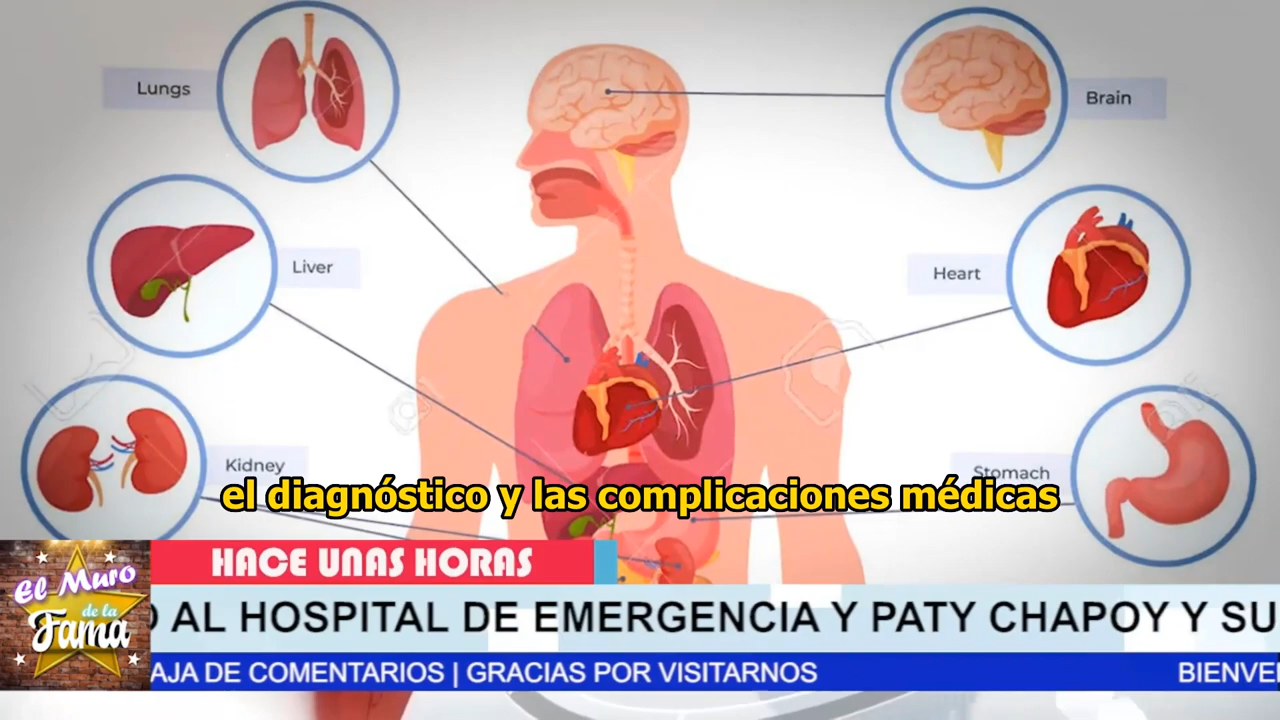 Lungs
Brain
Liver
Heart
Kidney
Stomach
el diagnóstico y las complicaciones médicas
HACE UNAS HORAS
El Muro
de la
Fama
O AL HOSPITAL DE EMERGENCIA Y PATY CHAPOY Y SU
AJA DE COMENTARIOS | GRACIAS POR VISITARNOS
BIENVE